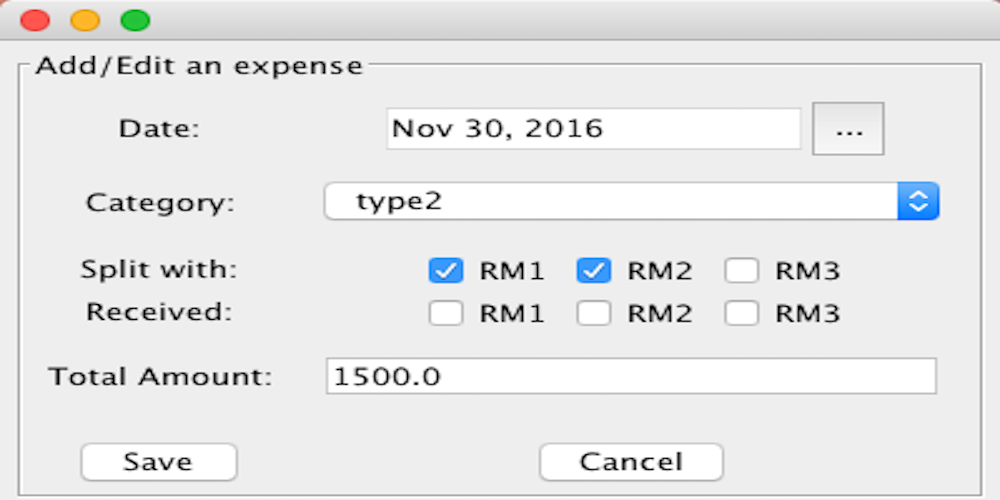 Add/Edit an expense
Date: Nov 30, 2016 ...
Category: type2
Split with: RM1 RM2 RM3
Received: RM1 RM2 RM3
Total Amount: 1500.0
Save Cancel